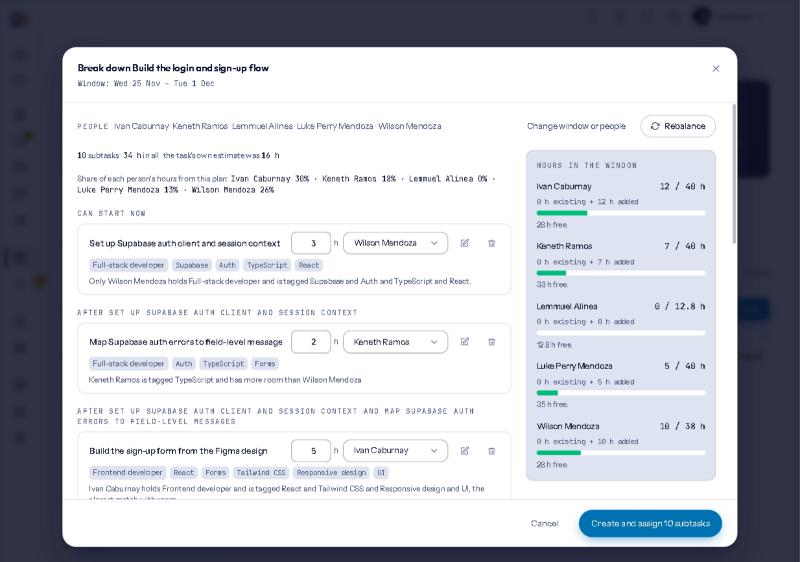 Break down Build the login and sign-up flow
Window: Wed 25 Nov – Tue 1 Dec
PEOPLE Ivan Caburnay · Keneth Ramos · Lemmuel Alinea · Luke Perry Mendoza · Wilson Mendoza
Change window or people
Rebalance
10 subtasks · 34 h in all · the task's own estimate was 16 h
Share of each person's hours from this plan: Ivan Caburnay 30% · Keneth Ramos 18% · Lemmuel Alinea 0% ·
Luke Perry Mendoza 13% · Wilson Mendoza 26%
CAN START NOW
Set up Supabase auth client and session context 3 h Wilson Mendoza
Full-stack developer Supabase Auth TypeScript React
Only Wilson Mendoza holds Full-stack developer and is tagged Supabase and Auth and TypeScript and React.
AFTER SET UP SUPABASE AUTH CLIENT AND SESSION CONTEXT
Map Supabase auth errors to field-level message 2 h Keneth Ramos
Full-stack developer Auth TypeScript Forms
Keneth Ramos is tagged TypeScript and has more room than Wilson Mendoza.
AFTER SET UP SUPABASE AUTH CLIENT AND SESSION CONTEXT AND MAP SUPABASE AUTH
ERRORS TO FIELD-LEVEL MESSAGES
Build the sign-up form from the Figma design 5 h Ivan Caburnay
Frontend developer React Forms Tailwind CSS Responsive design UI
Ivan Caburnay holds Frontend developer and is tagged React and Tailwind CSS and Responsive design and UI, the
HOURS IN THE WINDOW
Ivan Caburnay 12 / 40 h
0 h existing + 12 h added
28 h free.
Keneth Ramos 7 / 40 h
0 h existing + 7 h added
33 h free.
Lemmuel Alinea 0 / 12.8 h
0 h existing + 0 h added
12.8 h free.
Luke Perry Mendoza 5 / 40 h
0 h existing + 5 h added
35 h free.
Wilson Mendoza 10 / 38 h
0 h existing + 10 h added
28 h free.
Cancel
Create and assign 10 subtasks